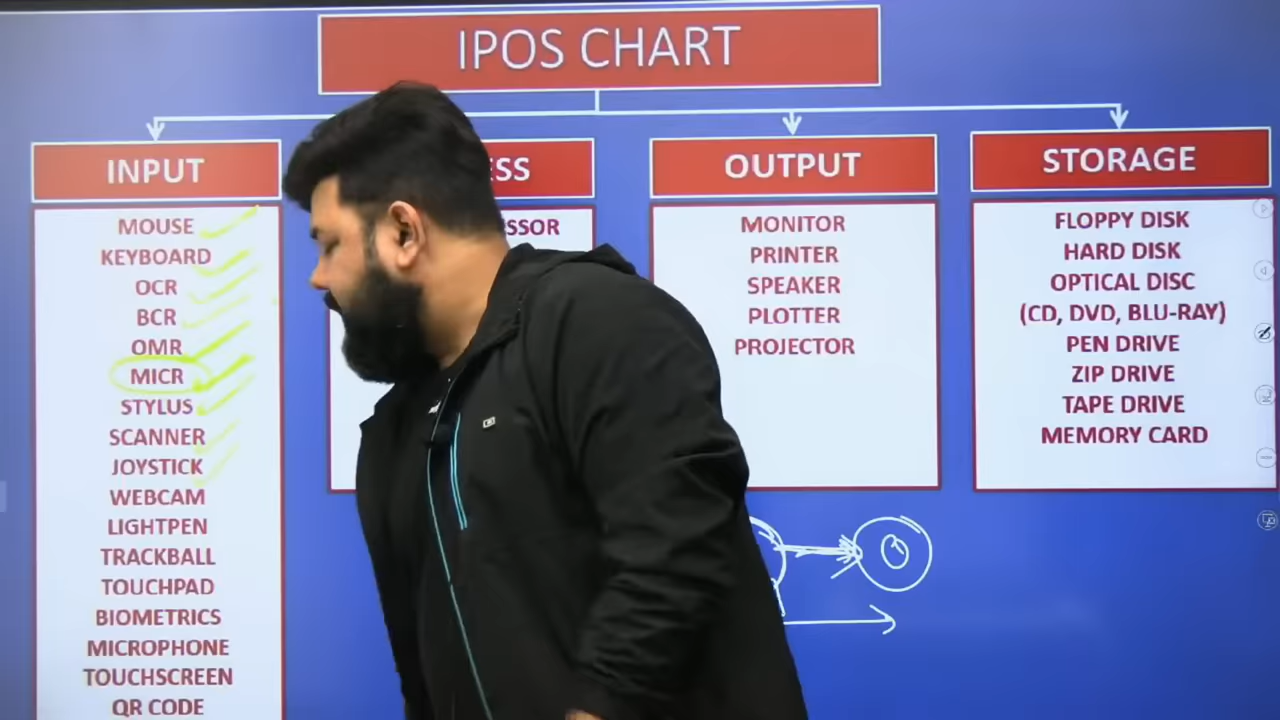 IPOS CHART
INPUT
MOUSE
KEYBOARD
OCR
BCR
OMR
MICR
STYLUS
SCANNER
JOYSTICK
WEBCAM
LIGHTPEN
TRACKBALL
TOUCHPAD
BIOMETRICS
MICROPHONE
TOUCHSCREEN
QR CODE
ESS
SSOR
OUTPUT
MONITOR
PRINTER
SPEAKER
PLOTTER
PROJECTOR
STORAGE
FLOPPY DISK
HARD DISK
OPTICAL DISC
(CD, DVD, BLU-RAY)
PEN DRIVE
ZIP DRIVE
TAPE DRIVE
MEMORY CARD